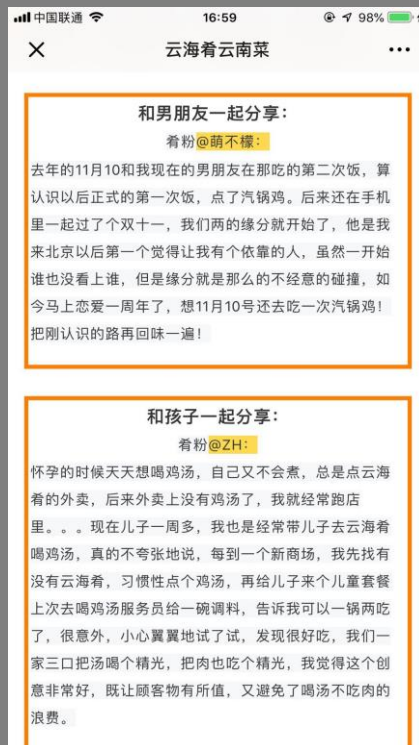 中国联通 16:59 98%
云海肴云南菜
和男朋友一起分享：
肴粉@萌不檬：
去年的11月10和我现在的男朋友在那吃的第二次饭，算
认识以后正式的第一次饭，点了汽锅鸡。后来还在手机
里一起过了个双十一，我们两的缘分就开始了，他是我
来北京以后第一个觉得让我有个依靠的人，虽然一开始
谁也没看上谁，但是缘分就是那么的不经意的碰撞，如
今马上恋爱一周年了，想11月10号还去吃一次汽锅鸡！
把刚认识的路再回味一遍！
和孩子一起分享：
肴粉@ZH：
怀孕的时候天天想喝鸡汤，自己又不会煮，总是点云海
肴的外卖，后来外卖上没有鸡汤了，我就经常跑店
里。。。现在儿子一周多，我也是经常带儿子去云海肴
喝鸡汤，真的不夸张地说，每到一个新商场，我先找有
没有云海肴，习惯性点个鸡汤，再给儿子来个儿童套餐
上次去喝鸡汤服务员给一碗调料，告诉我可以一锅两吃
了，很意外，小心翼翼地试了试，发现很好吃，我们一
家三口把汤喝个精光，把肉也吃个精光，我觉得这个创
意非常好，既让顾客物有所值，又避免了喝汤不吃肉的
浪费。